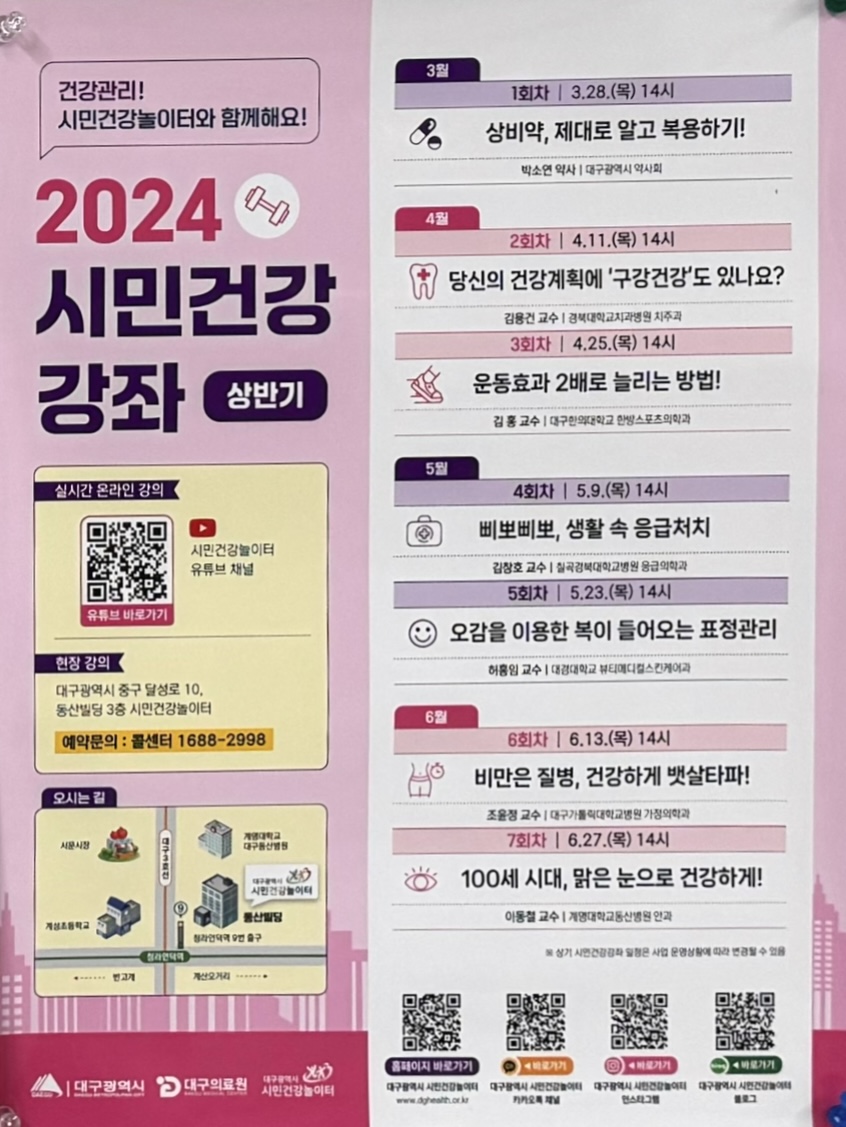 건강관리!
시민건강놀이터와 함께해요!
2024
시민건강
강좌 상반기
실시간 온라인 강의
시민건강놀이터
유튜브 채널
유튜브 바로가기
현장 강의
대구광역시 중구 달성로 10,
동산빌딩 3층 시민건강놀이터
예약문의 : 콜센터 1688-2998
오시는 길
서문시장
대구3호선
계명대학교
대구동산병원
대구광역시
시민건강놀이터
계성초등학교
9
동산빌딩
청라언덕역 9번 출구
청라언덕역
반고개
계산오거리
DAEGU
대구광역시
DAEGU METROPOLITAN CITY
대구의료원
DAEGU MEDICAL CENTER
대구광역시
시민건강놀이터
3월
1회차 | 3.28.(목) 14시
상비약, 제대로 알고 복용하기!
박소연 약사 | 대구광역시 약사회
4월
2회차 | 4.11.(목) 14시
당신의 건강계획에 '구강건강'도 있나요?
김용건 교수 | 경북대학교치과병원 치주과
3회차 | 4.25.(목) 14시
운동효과 2배로 늘리는 방법!
김 홍 교수 | 대구한의대학교 한방스포츠의학과
5월
4회차 | 5.9.(목) 14시
삐뽀삐뽀, 생활 속 응급처치
김창호 교수 | 칠곡경북대학교병원 응급의학과
5회차 | 5.23.(목) 14시
오감을 이용한 복이 들어오는 표정관리
허흥임 교수 | 대경대학교 뷰티메디컬스킨케어과
6월
6회차 | 6.13.(목) 14시
비만은 질병, 건강하게 뱃살타파!
조윤정 교수 | 대구가톨릭대학교병원 가정의학과
7회차 | 6.27.(목) 14시
100세 시대, 맑은 눈으로 건강하게!
이동철 교수 | 계명대학교동산병원 안과
※ 상기 시민건강강좌 일정은 사업 운영상황에 따라 변경될 수 있음
홈페이지 바로가기
대구광역시 시민건강놀이터
www.dghealth.or.kr
바로가기
대구광역시 시민건강놀이터
카카오톡 채널
바로가기
대구광역시 시민건강놀이터
인스타그램
바로가기
대구광역시 시민건강놀이터
블로그